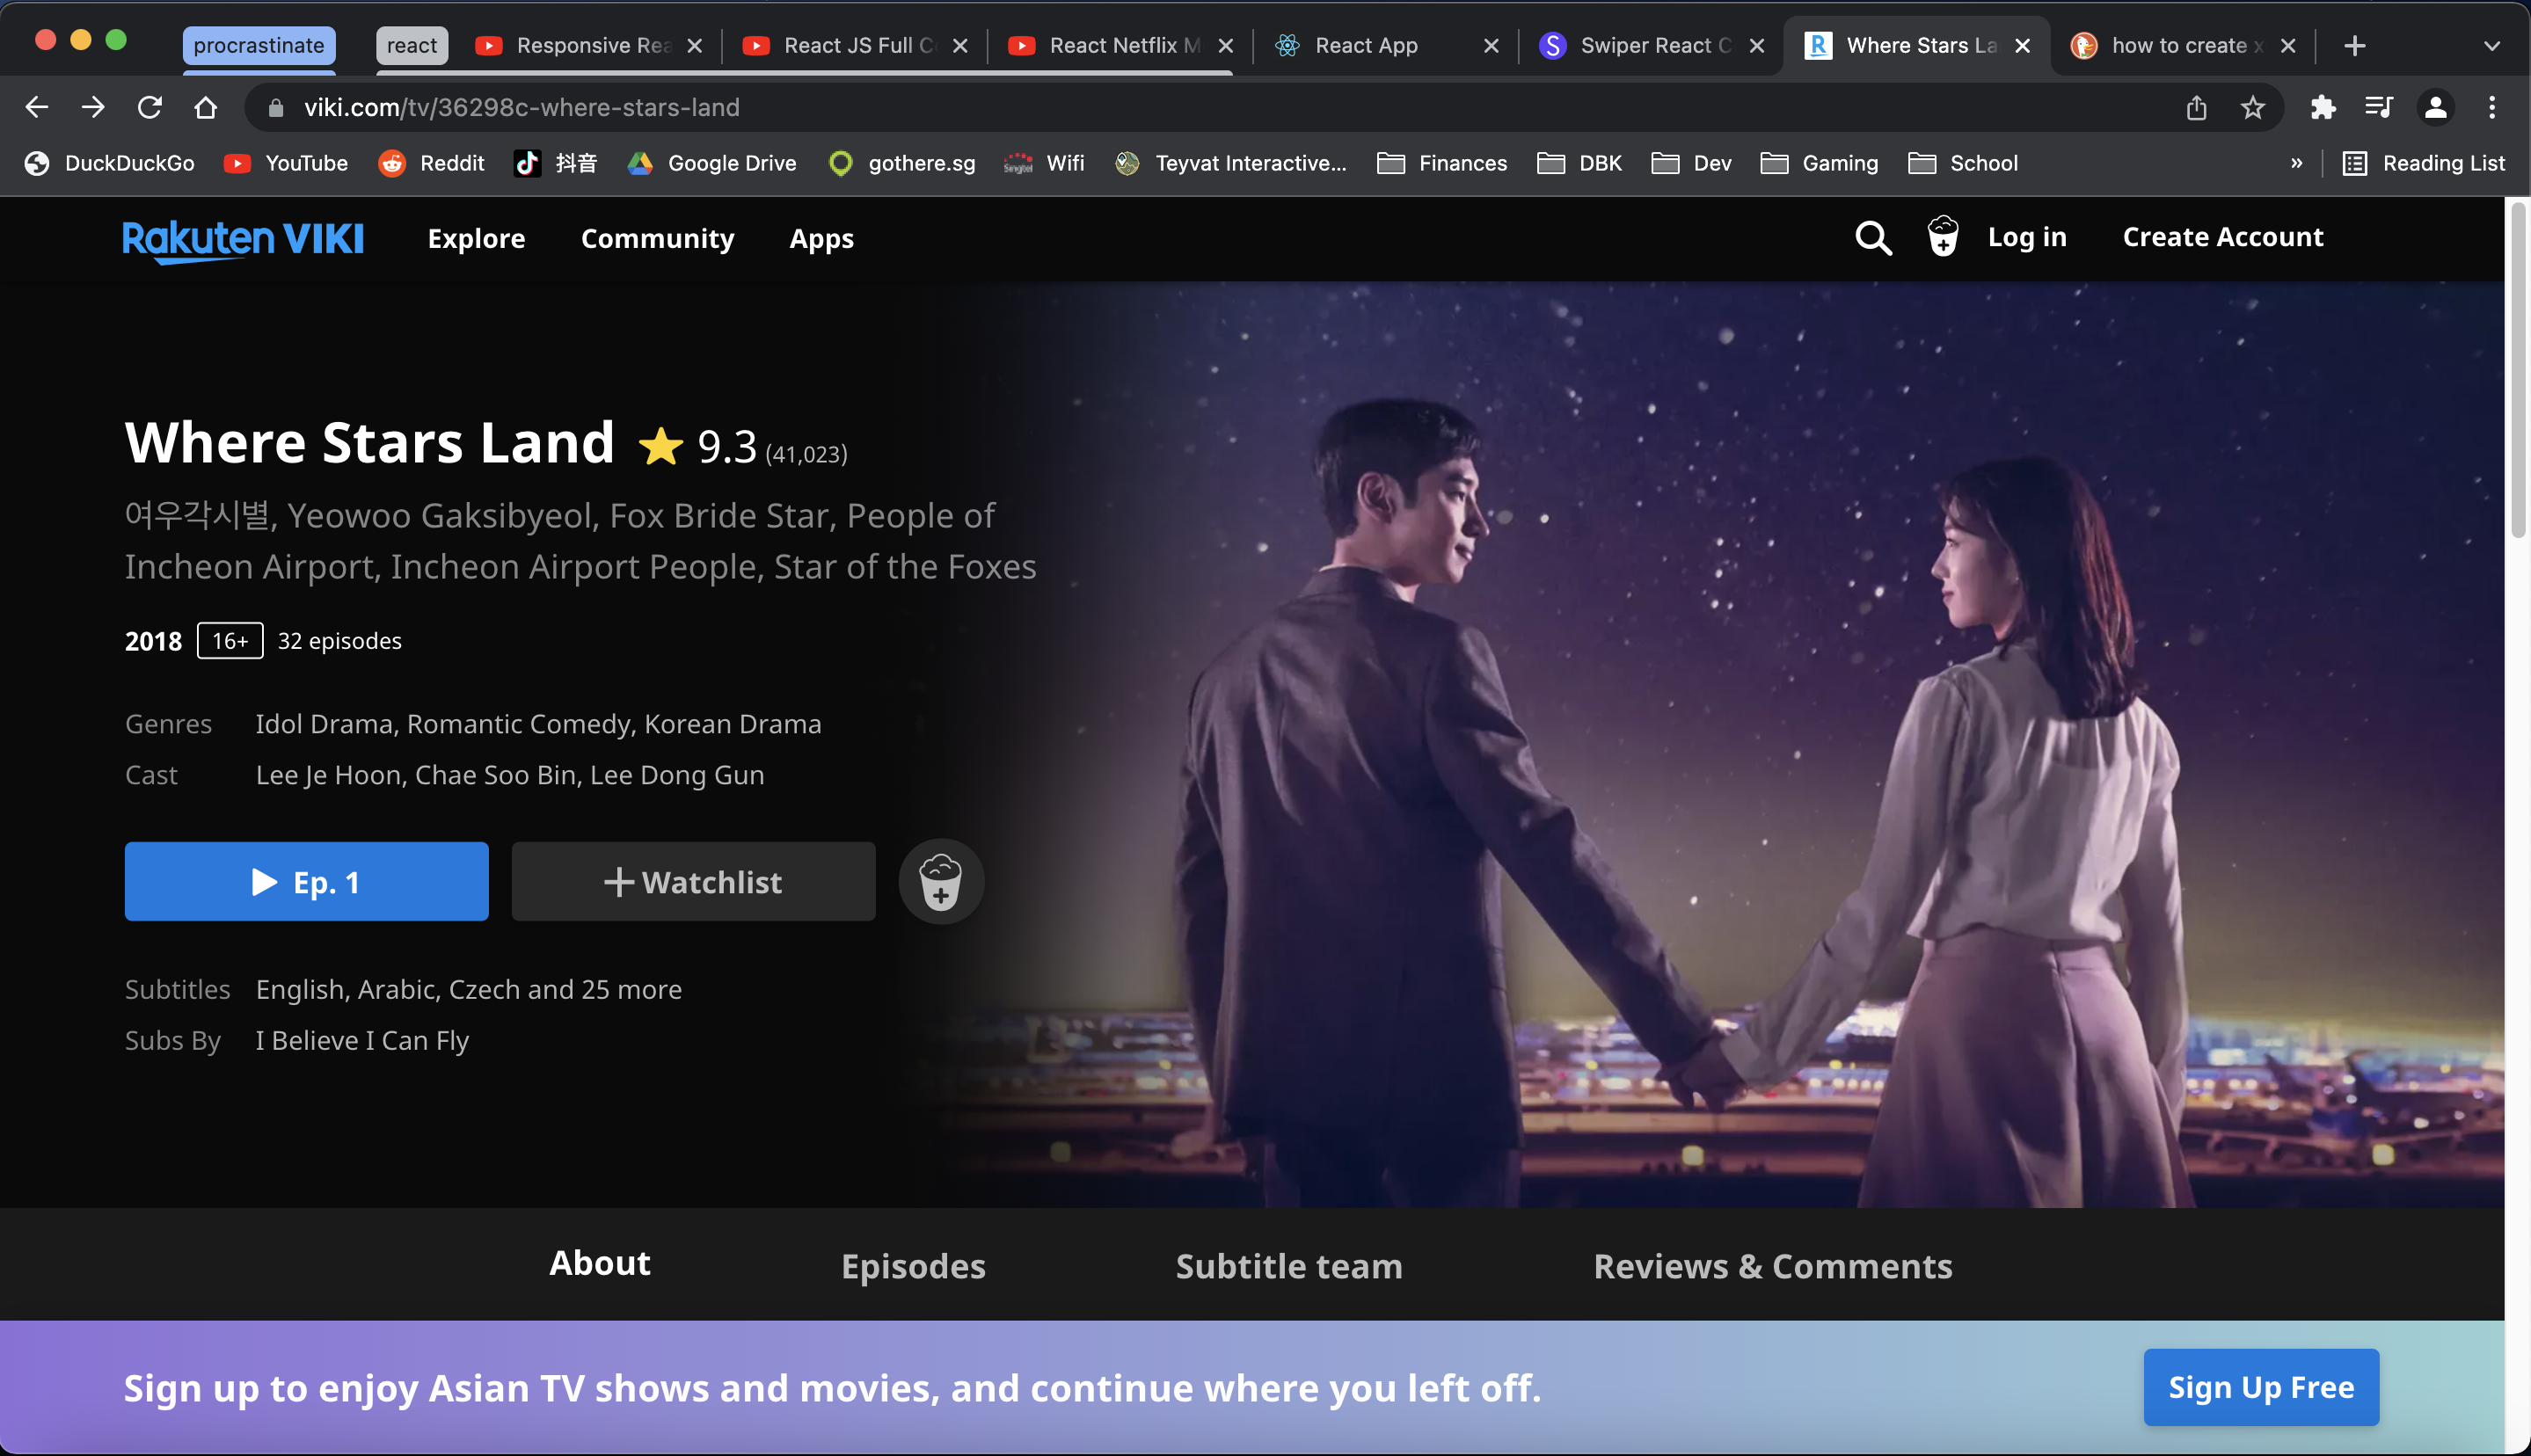 procrastinate
react
Responsive Rea
React JS Full C
React Netflix M
React App
Swiper React C
Where Stars La
how to create x
viki.com/tv/36298c-where-stars-land
DuckDuckGo
YouTube
Reddit
抖音
Google Drive
gothere.sg
Singtel
Wifi
Teyvat Interactive...
Finances
DBK
Dev
Gaming
School
»
Reading List
Rakuten VIKI
Explore
Community
Apps
Log in
Create Account
Where Stars Land 9.3 (41,023)
여우각시별, Yeowoo Gaksibyeol, Fox Bride Star, People of
Incheon Airport, Incheon Airport People, Star of the Foxes
2018 16+ 32 episodes
Genres Idol Drama, Romantic Comedy, Korean Drama
Cast Lee Je Hoon, Chae Soo Bin, Lee Dong Gun
Ep. 1
+ Watchlist
Subtitles English, Arabic, Czech and 25 more
Subs By I Believe I Can Fly
About
Episodes
Subtitle team
Reviews & Comments
Sign up to enjoy Asian TV shows and movies, and continue where you left off.
Sign Up Free